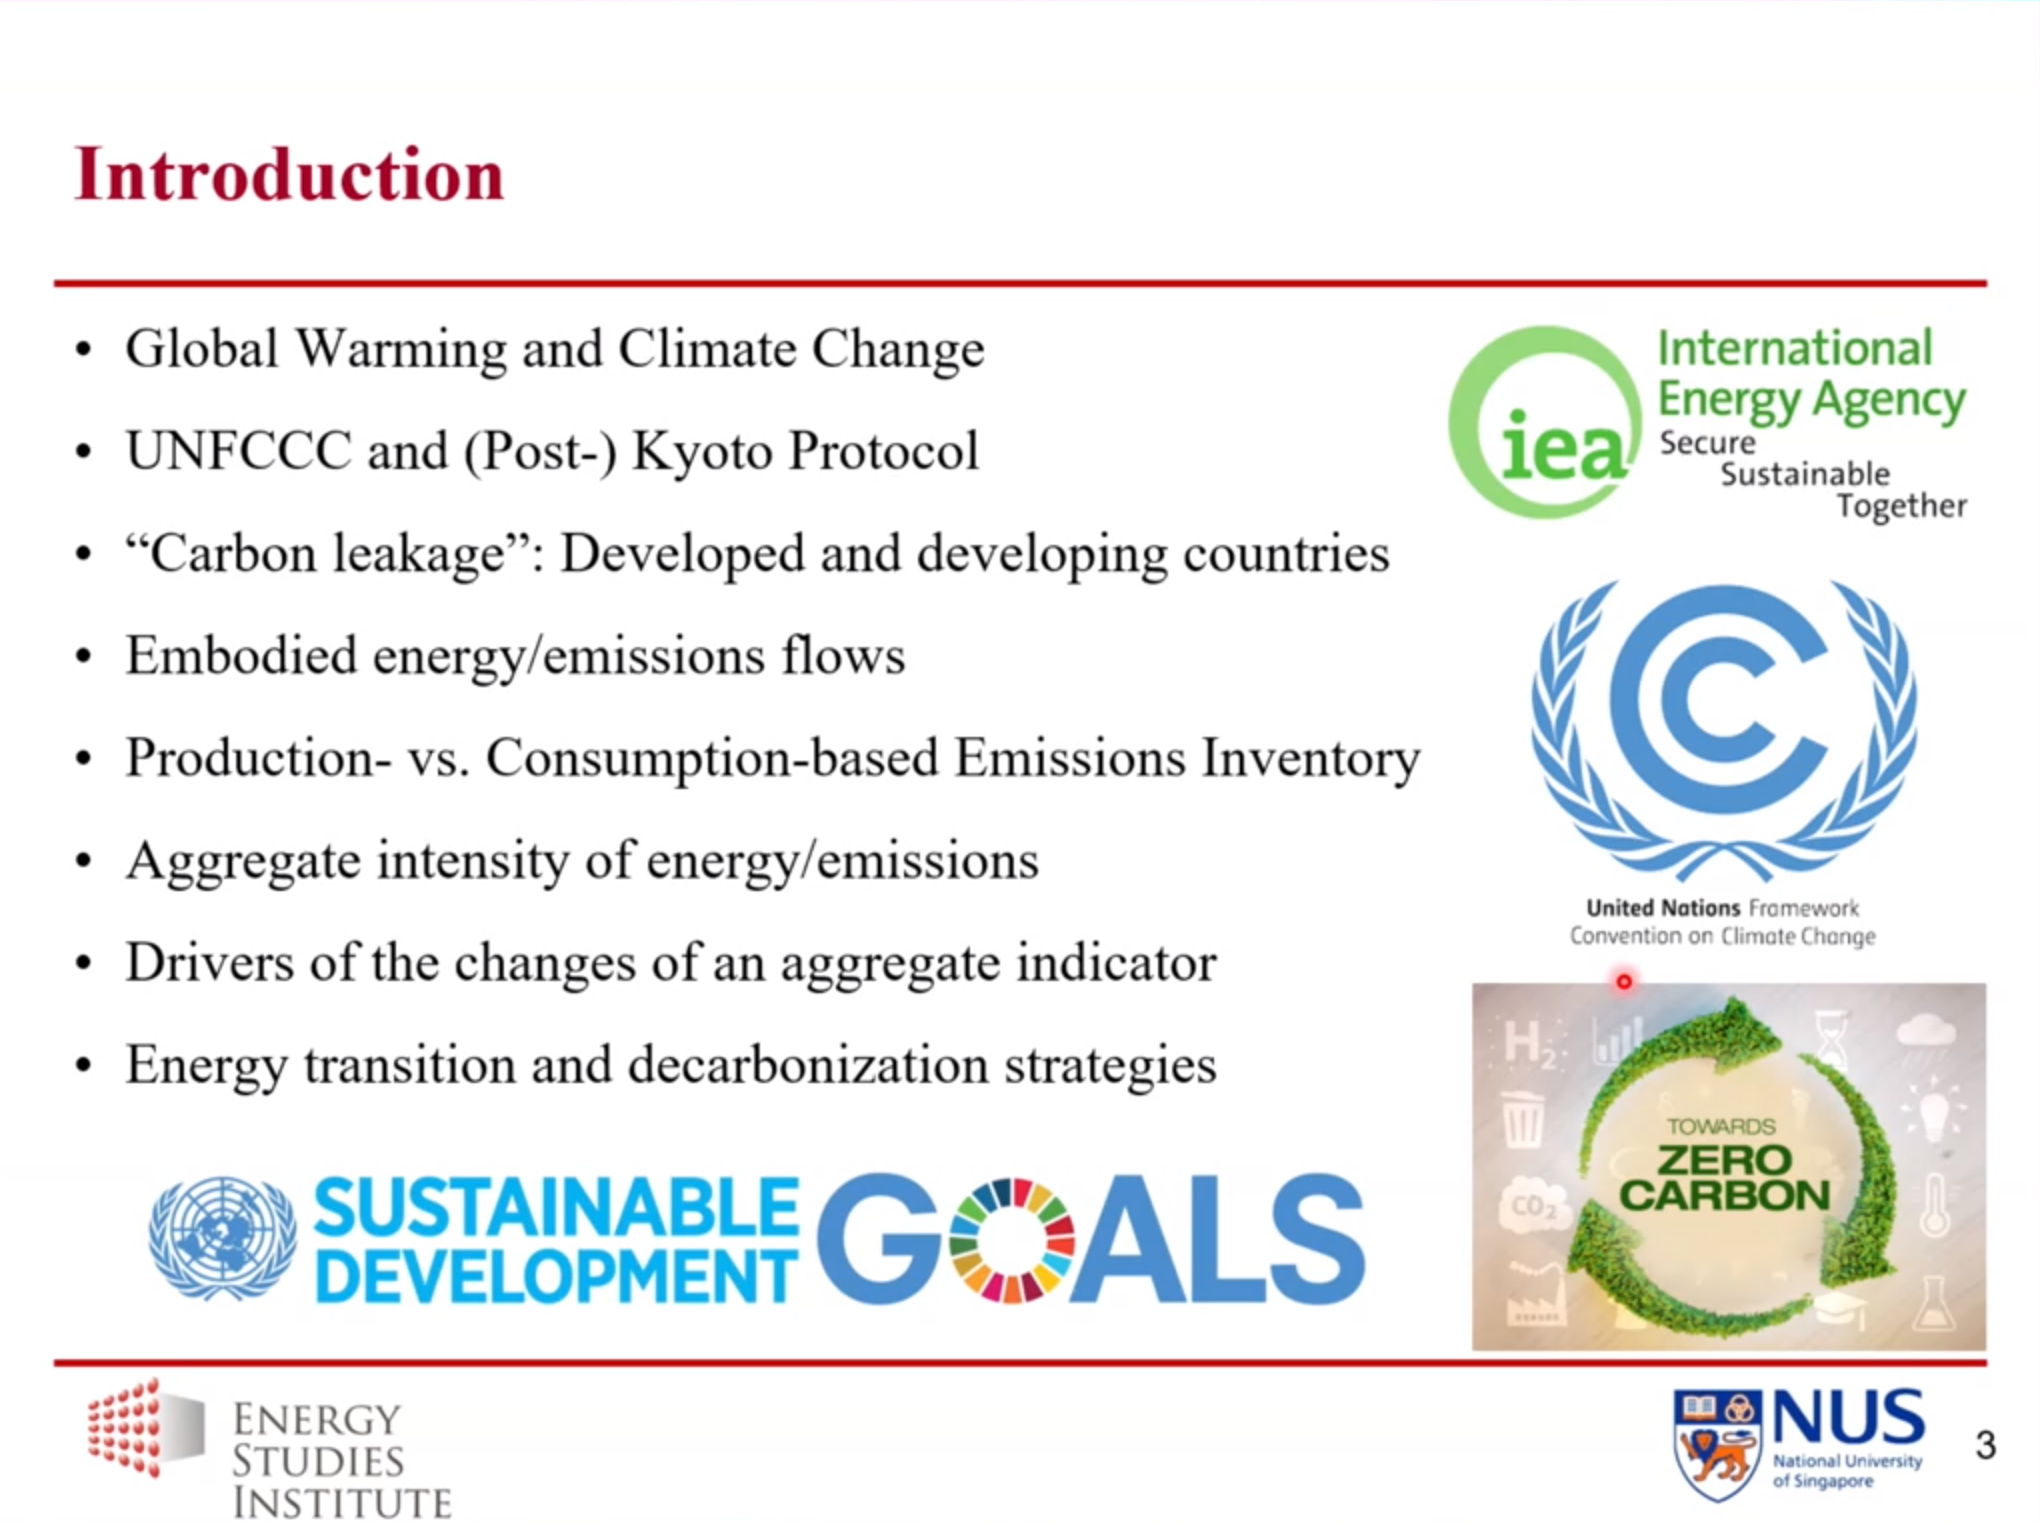 Introduction
• Global Warming and Climate Change
• UNFCCC and (Post-) Kyoto Protocol
• “Carbon leakage”: Developed and developing countries
• Embodied energy/emissions flows
• Production- vs. Consumption-based Emissions Inventory
• Aggregate intensity of energy/emissions
• Drivers of the changes of an aggregate indicator
• Energy transition and decarbonization strategies
iea
International
Energy Agency
Secure
Sustainable
Together
United Nations Framework
Convention on Climate Change
H2
CO2
TOWARDS
ZERO
CARBON
SUSTAINABLE
DEVELOPMENT
GOALS
ENERGY
STUDIES
INSTITUTE
NUS
National University
of Singapore
3